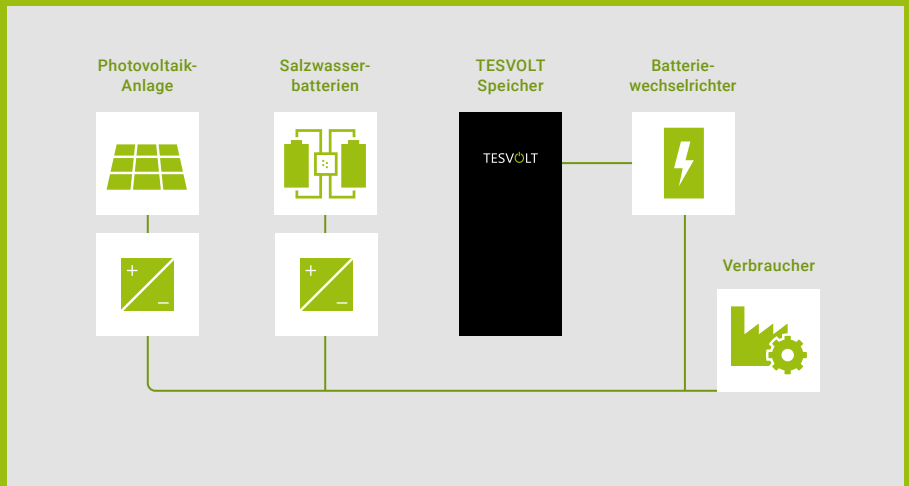 Photovoltaik-
Anlage
Salzwasser-
batterien
TESVOLT
Speicher
Batterie-
wechselrichter
TESVOLT
Verbraucher